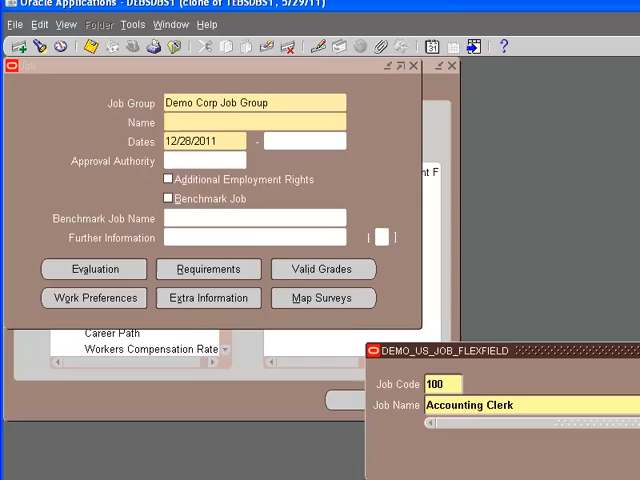 Oracle Applications - DEBSDBS1 (clone of TEBSDBS1, 5/29/11)
File Edit View Folder Tools Window Help
Job
Job Group Demo Corp Job Group
Name
Dates 12/28/2011 -
Approval Authority
Additional Employment Rights
Benchmark Job
Benchmark Job Name
Further Information [ ]
Evaluation Requirements Valid Grades
Work Preferences Extra Information Map Surveys
nt F
Career Path
Workers Compensation Rate
DEMO_US_JOB_FLEXFIELD
Job Code 100
Job Name Accounting Clerk